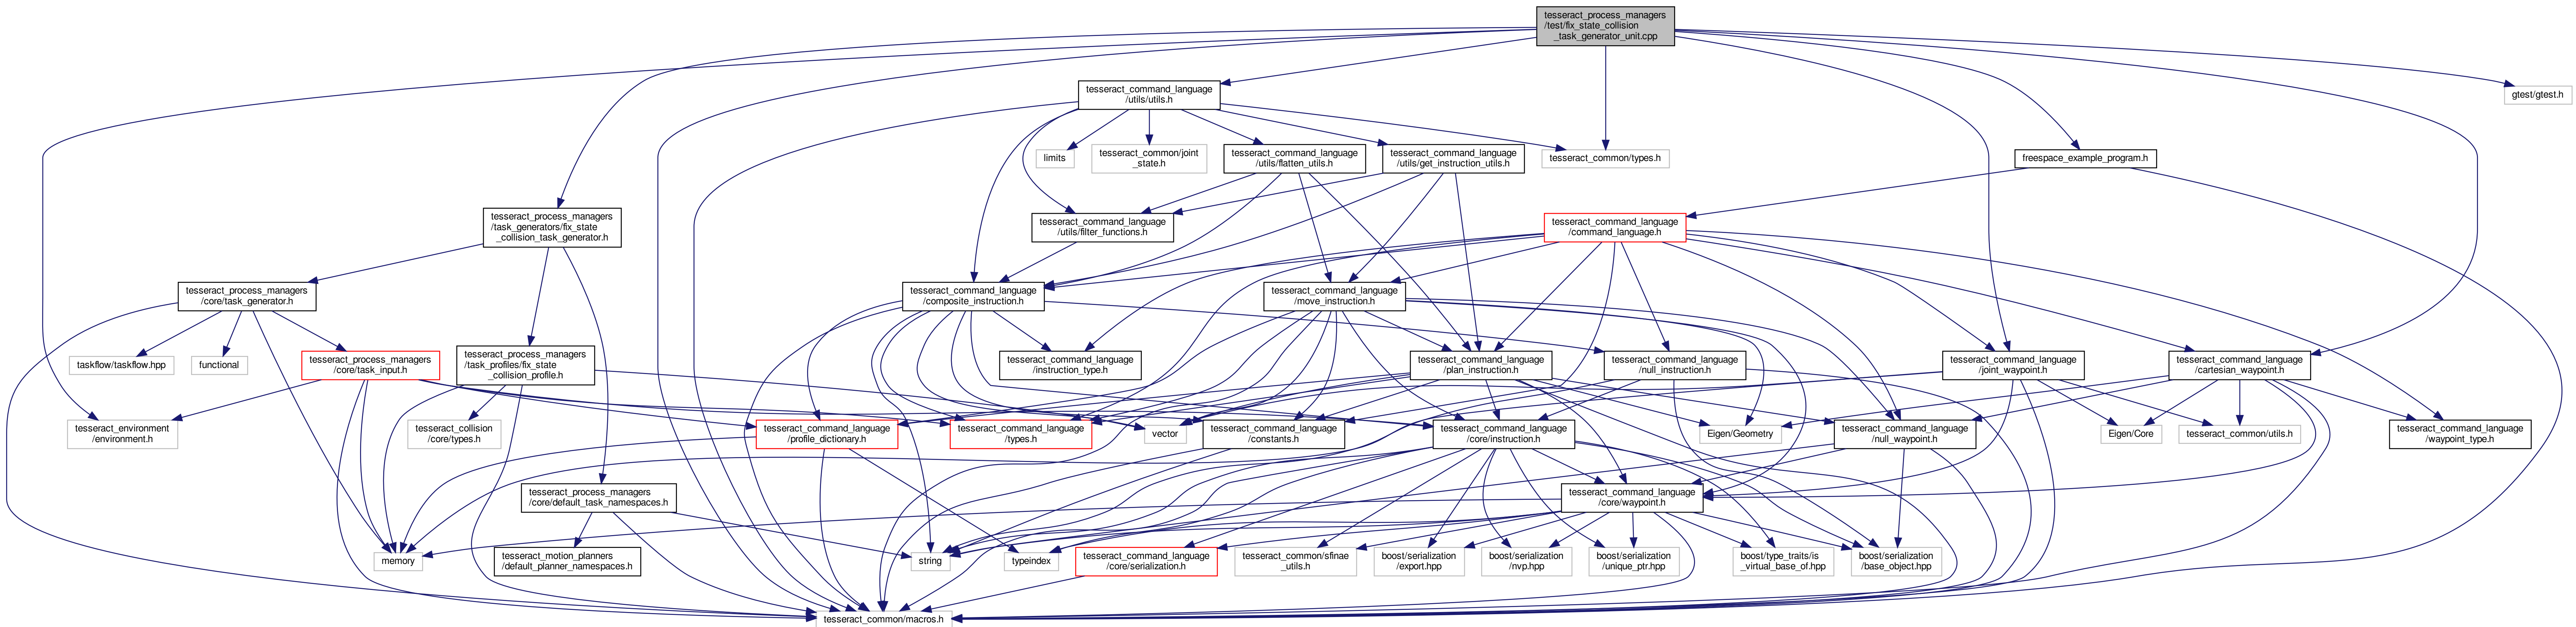 tesseract_process_managers
/test/fix_state_collision
_task_generator_unit.cpp
tesseract_command_language
/utils/utils.h
gtest/gtest.h
limits
tesseract_common/joint
_state.h
tesseract_command_language
/utils/flatten_utils.h
tesseract_command_language
/utils/get_instruction_utils.h
tesseract_common/types.h
freespace_example_program.h
tesseract_process_managers
/task_generators/fix_state
_collision_task_generator.h
tesseract_command_language
/utils/filter_functions.h
tesseract_command_language
/command_language.h
tesseract_process_managers
/core/task_generator.h
tesseract_command_language
/composite_instruction.h
tesseract_command_language
/move_instruction.h
taskflow/taskflow.hpp
functional
tesseract_process_managers
/core/task_input.h
tesseract_process_managers
/task_profiles/fix_state
_collision_profile.h
tesseract_command_language
/instruction_type.h
tesseract_command_language
/plan_instruction.h
tesseract_command_language
/null_instruction.h
tesseract_command_language
/joint_waypoint.h
tesseract_command_language
/cartesian_waypoint.h
tesseract_environment
/environment.h
tesseract_collision
/core/types.h
tesseract_command_language
/profile_dictionary.h
tesseract_command_language
/types.h
vector
tesseract_command_language
/constants.h
tesseract_command_language
/core/instruction.h
Eigen/Geometry
tesseract_command_language
/null_waypoint.h
Eigen/Core
tesseract_common/utils.h
tesseract_command_language
/waypoint_type.h
tesseract_process_managers
/core/default_task_namespaces.h
tesseract_command_language
/core/waypoint.h
memory
tesseract_motion_planners
/default_planner_namespaces.h
string
typeindex
tesseract_command_language
/core/serialization.h
tesseract_common/sfinae
_utils.h
boost/serialization
/export.hpp
boost/serialization
/nvp.hpp
boost/serialization
/unique_ptr.hpp
boost/type_traits/is
_virtual_base_of.hpp
boost/serialization
/base_object.hpp
tesseract_common/macros.h